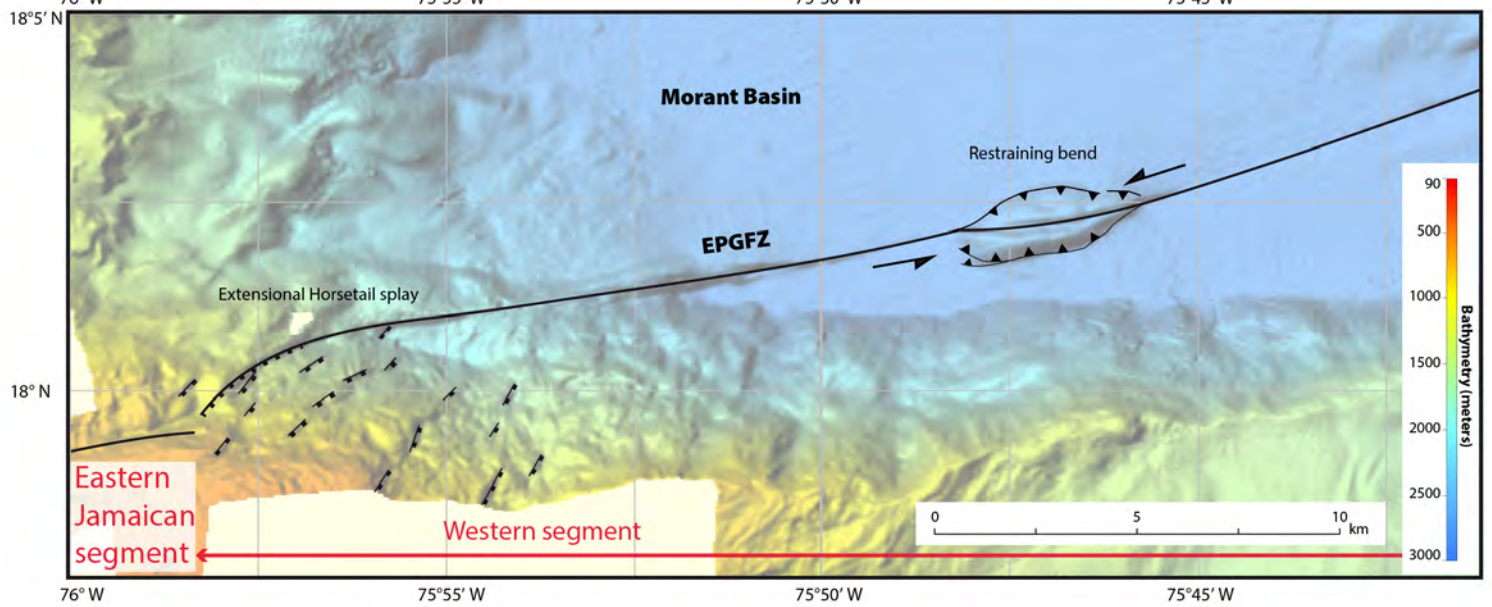 76° W 75°55' W 75°50' W 75°45' W
18°5' N
Morant Basin
Restraining bend
90
EPGFZ
500
Extensional Horsetail splay
1000
Bathymetry (meters)
1500
18° N
2000
Eastern
Jamaican
segment
2500
Western segment
0 5 10
km
3000
76° W 75°55' W 75°50' W 75°45' W